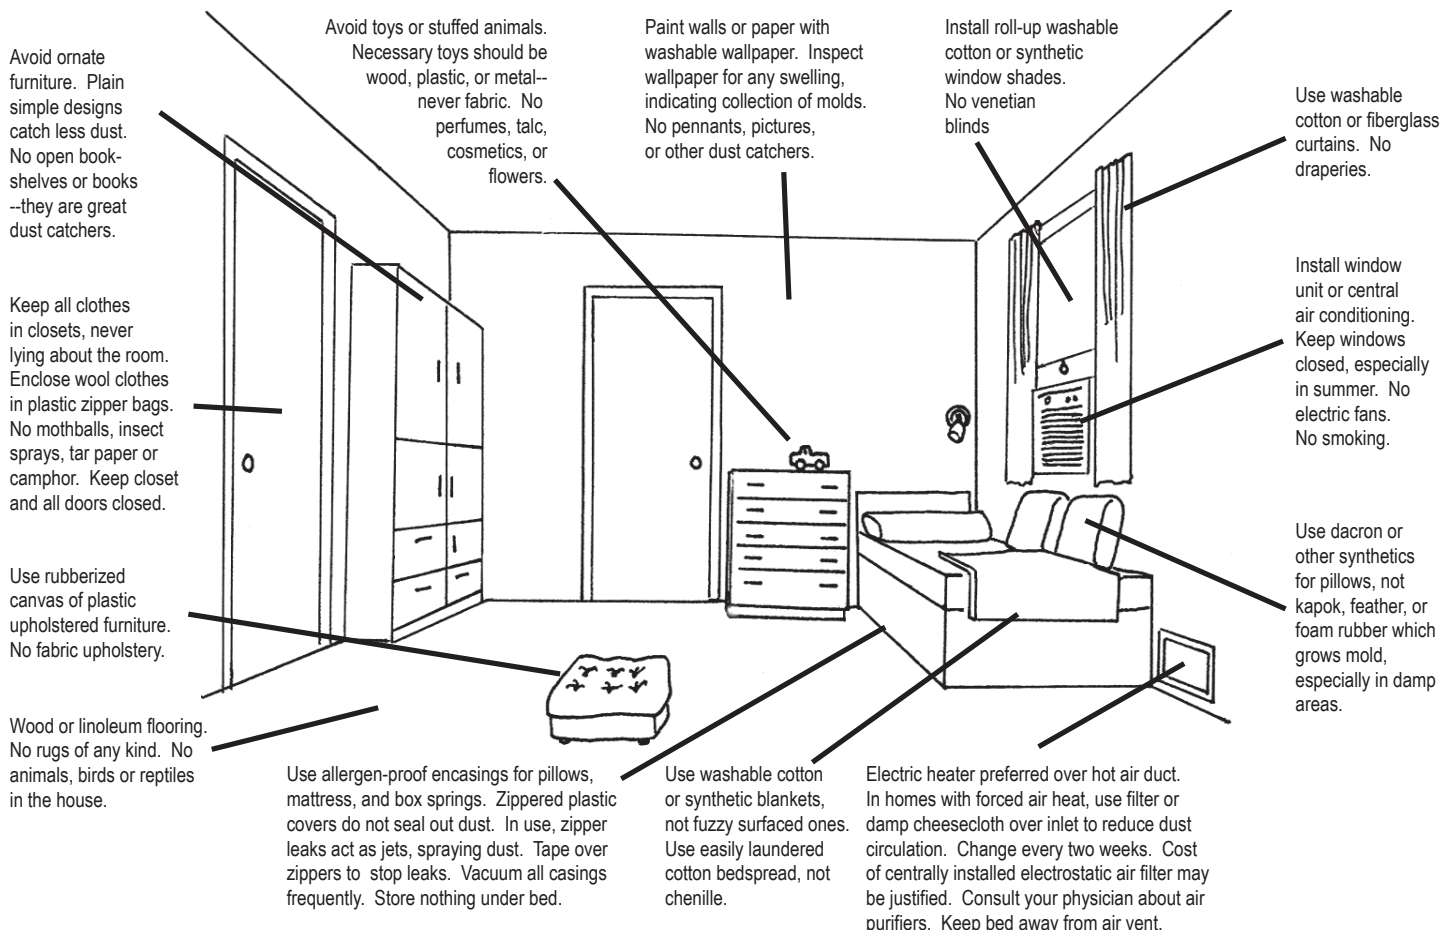 Avoid ornate
furniture.  Plain
simple designs
catch less dust.
No open book-
shelves or books
--they are great
dust catchers.
Avoid toys or stuffed animals.
Necessary toys should be
wood, plastic, or metal--
never fabric.  No
perfumes, talc,
cosmetics, or
flowers.
Paint walls or paper with
washable wallpaper.  Inspect
wallpaper for any swelling,
indicating collection of molds.
No pennants, pictures,
or other dust catchers.
Install roll-up washable
cotton or synthetic
window shades.
No venetian
blinds
Use washable
cotton or fiberglass
curtains.  No
draperies.
Keep all clothes
in closets, never
lying about the room.
Enclose wool clothes
in plastic zipper bags.
No mothballs, insect
sprays, tar paper or
camphor.  Keep closet
and all doors closed.
Install window
unit or central
air conditioning.
Keep windows
closed, especially
in summer.  No
electric fans.
No smoking.
Use rubberized
canvas of plastic
upholstered furniture.
No fabric upholstery.
Use dacron or
other synthetics
for pillows, not
kapok, feather, or
foam rubber which
grows mold,
especially in damp
areas.
Wood or linoleum flooring.
No rugs of any kind.  No
animals, birds or reptiles
in the house.
Use allergen-proof encasings for pillows,
mattress, and box springs.  Zippered plastic
covers do not seal out dust.  In use, zipper
leaks act as jets, spraying dust.  Tape over
zippers to  stop leaks.  Vacuum all casings
frequently.  Store nothing under bed.
Use washable cotton
or synthetic blankets,
not fuzzy surfaced ones.
Use easily laundered
cotton bedspread, not
chenille.
Electric heater preferred over hot air duct.
In homes with forced air heat, use filter or
damp cheesecloth over inlet to reduce dust
circulation.  Change every two weeks.  Cost
of centrally installed electrostatic air filter may
be justified.  Consult your physician about air
purifiers.  Keep bed away from air vent.